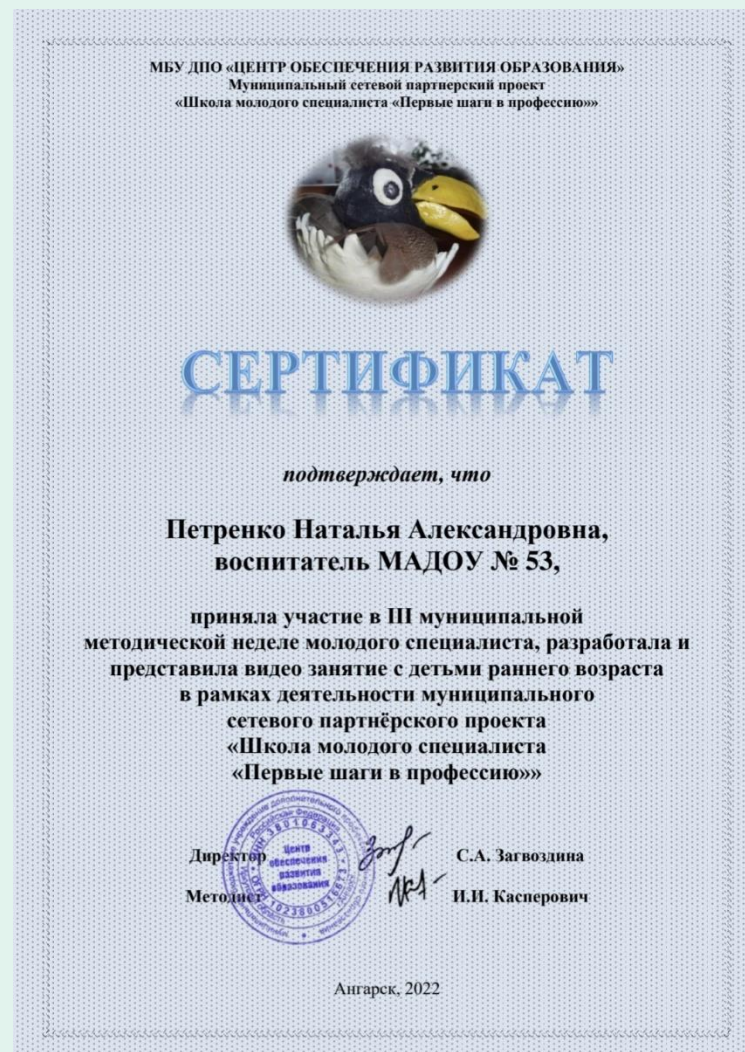 МБУ ДПО «ЦЕНТР ОБЕСПЕЧЕНИЯ РАЗВИТИЯ ОБРАЗОВАНИЯ»
Муниципальный сетевой партнерский проект
«Школа молодого специалиста «Первые шаги в профессию»»
СЕРТИФИКАТ
подтверждает, что
Петренко Наталья Александровна,
воспитатель МАДОУ № 53,
приняла участие в III муниципальной
методической неделе молодого специалиста, разработала и
представила видео занятие с детьми раннего возраста
в рамках деятельности муниципального
сетевого партнёрского проекта
«Школа молодого специалиста
«Первые шаги в профессию»»
Директор С.А. Загвоздина
Методист И.И. Касперович
Центр
обеспечения
развития
образования
Российская Федерация
Ангарск, 2022